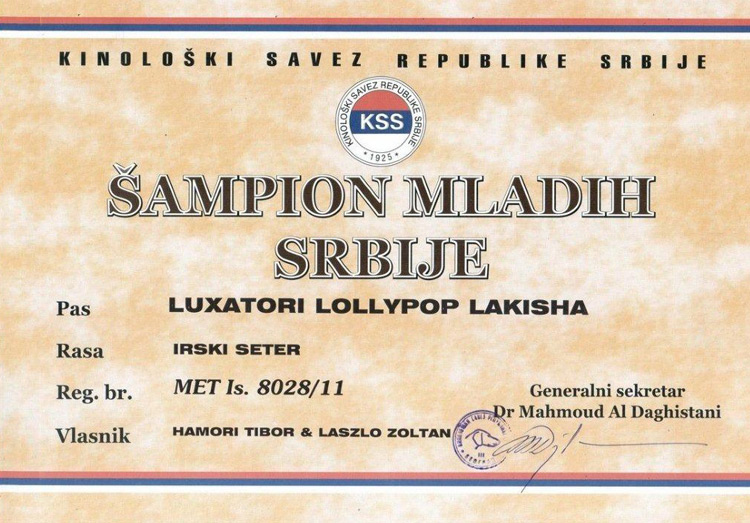 KINOLOŠKI SAVEZ REPUBLIKE SRBIJE
KINOLOŠKI SAVEZ REPUBLIKE SRBIJE
KSS
* 1925 *
ŠAMPION MLADIH
SRBIJE
Pas LUXATORI LOLLYPOP LAKISHA
Rasa IRSKI SETER
Reg. br. MET Is. 8028/11
Vlasnik HAMORI TIBOR & LASZLO ZOLTAN
Generalni sekretar
Dr Mahmoud Al Daghistani